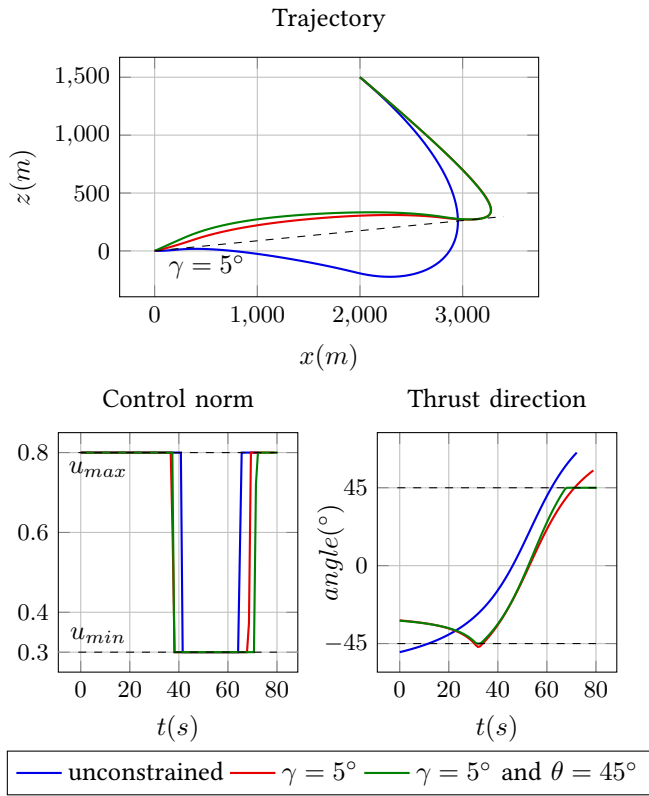 Trajectory
1,500
1,000
500
0
z(m)
γ = 5°
0 1,000 2,000 3,000
x(m)
Control norm
0.8
0.6
0.4
0.3
u_max
u_min
0 20 40 60 80
t(s)
Thrust direction
45
0
−45
angle(°)
0 20 40 60 80
t(s)
unconstrained γ = 5° γ = 5° and θ = 45°